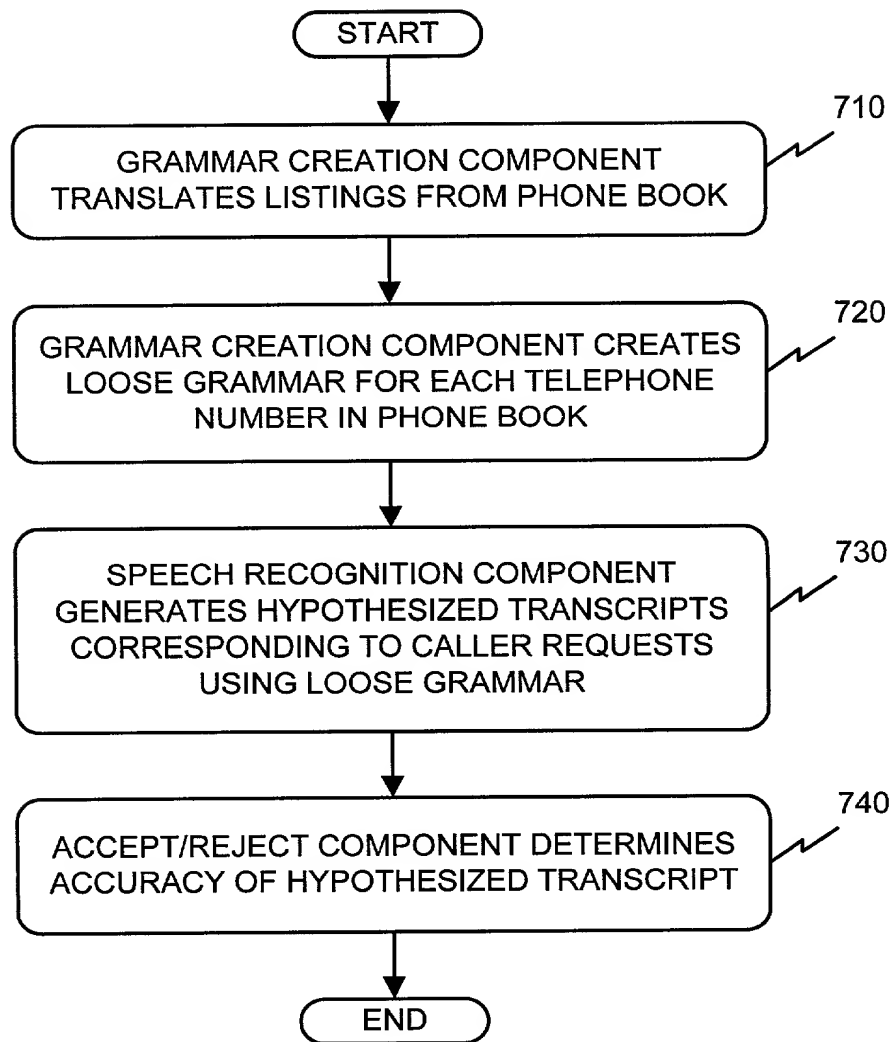 START
710
GRAMMAR CREATION COMPONENT
TRANSLATES LISTINGS FROM PHONE BOOK
720
GRAMMAR CREATION COMPONENT CREATES
LOOSE GRAMMAR FOR EACH TELEPHONE
NUMBER IN PHONE BOOK
730
SPEECH RECOGNITION COMPONENT
GENERATES HYPOTHESIZED TRANSCRIPTS
CORRESPONDING TO CALLER REQUESTS
USING LOOSE GRAMMAR
740
ACCEPT/REJECT COMPONENT DETERMINES
ACCURACY OF HYPOTHESIZED TRANSCRIPT
END